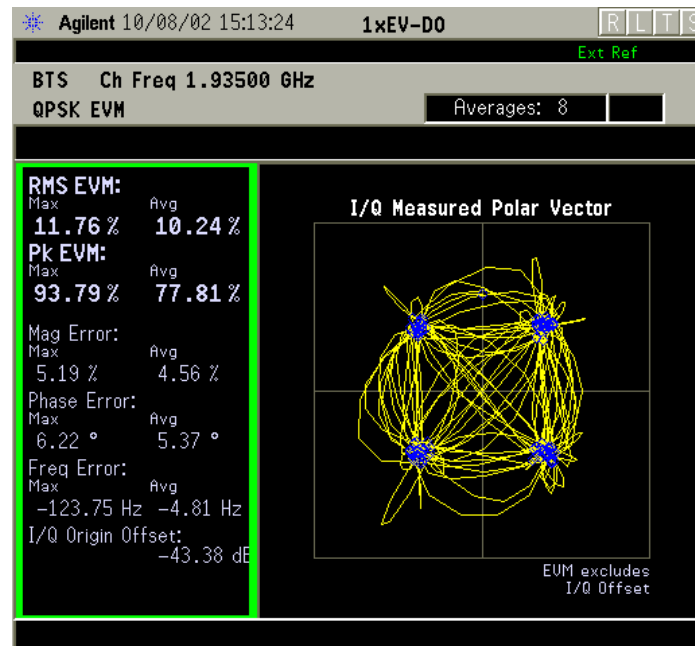 Agilent 10/08/02 15:13:24 1xEV-DO R L T S
Ext Ref
BTS Ch Freq 1.93500 GHz
QPSK EVM
Averages: 8
RMS EVM:
Max Avg
11.76 % 10.24 %
Pk EVM:
Max Avg
93.79 % 77.81 %
Mag Error:
Max Avg
5.19 % 4.56 %
Phase Error:
Max Avg
6.22 ° 5.37 °
Freq Error:
Max Avg
-123.75 Hz -4.81 Hz
I/Q Origin Offset:
-43.38 dB
I/Q Measured Polar Vector
EVM excludes
I/Q Offset